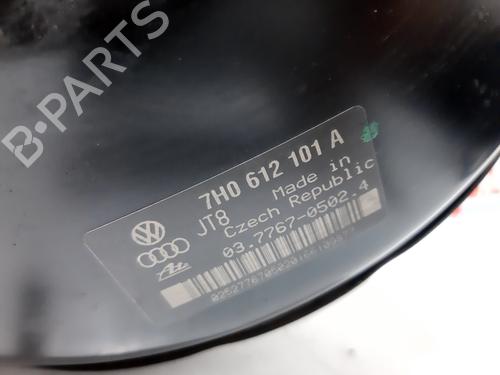 B-PARTS
7H0 612 101 A
JT8 Made in
Czech Republic
03.7767-0502.4